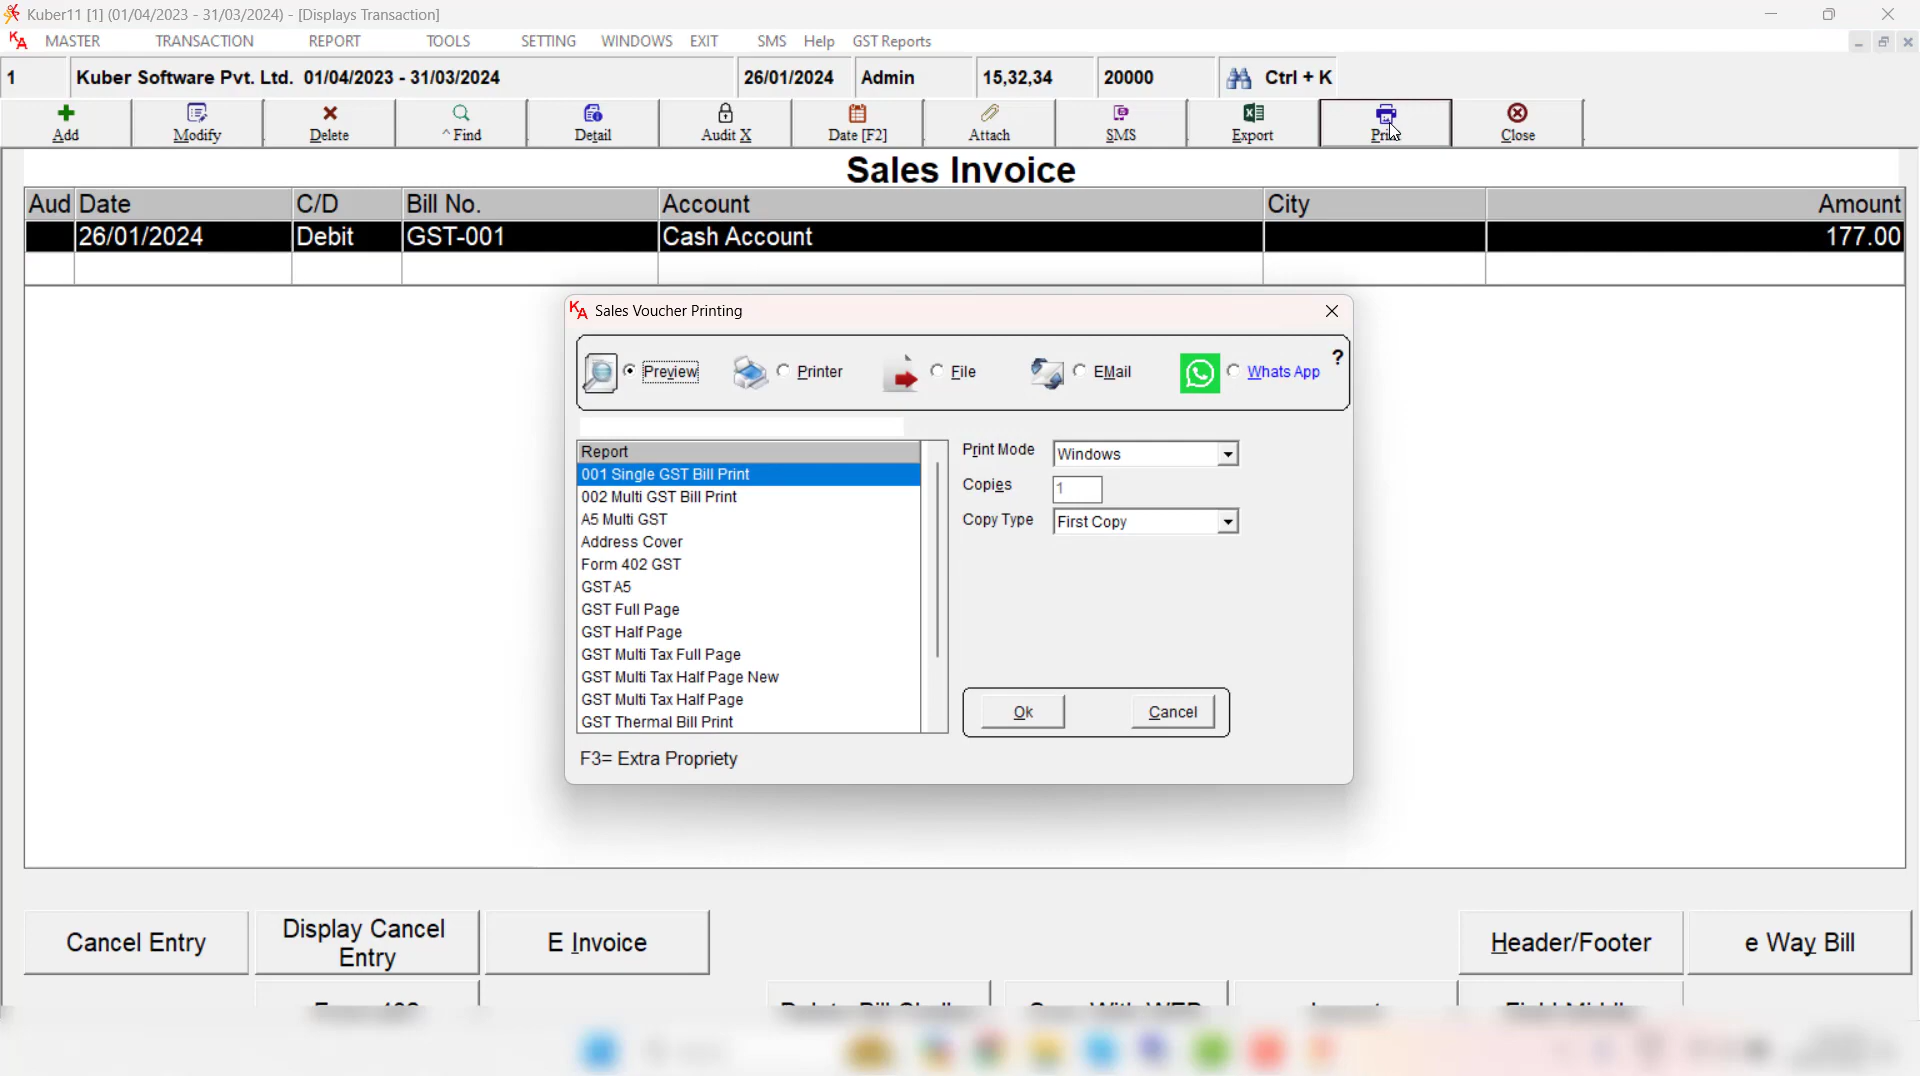 Kuber11 [1] (01/04/2023 - 31/03/2024) - [Displays Transaction]
MASTER TRANSACTION REPORT TOOLS SETTING WINDOWS EXIT SMS Help GST Reports
1 Kuber Software Pvt. Ltd. 01/04/2023 - 31/03/2024 26/01/2024 Admin 15,32,34 20000 Ctrl + K
Add Modify Delete ^ Find Detail Audit X Date [F2] Attach SMS Export Print Close
Sales Invoice
Aud Date C/D Bill No. Account City Amount
26/01/2024 Debit GST-001 Cash Account 177.00
Sales Voucher Printing
Preview Printer File EMail Whats App ?
Report
001 Single GST Bill Print
002 Multi GST Bill Print
A5 Multi GST
Address Cover
Form 402 GST
GST A5
GST Full Page
GST Half Page
GST Multi Tax Full Page
GST Multi Tax Half Page New
GST Multi Tax Half Page
GST Thermal Bill Print
Print Mode Windows
Copies 1
Copy Type First Copy
Ok Cancel
F3= Extra Propriety
Cancel Entry Display Cancel Entry E Invoice Header/Footer e Way Bill